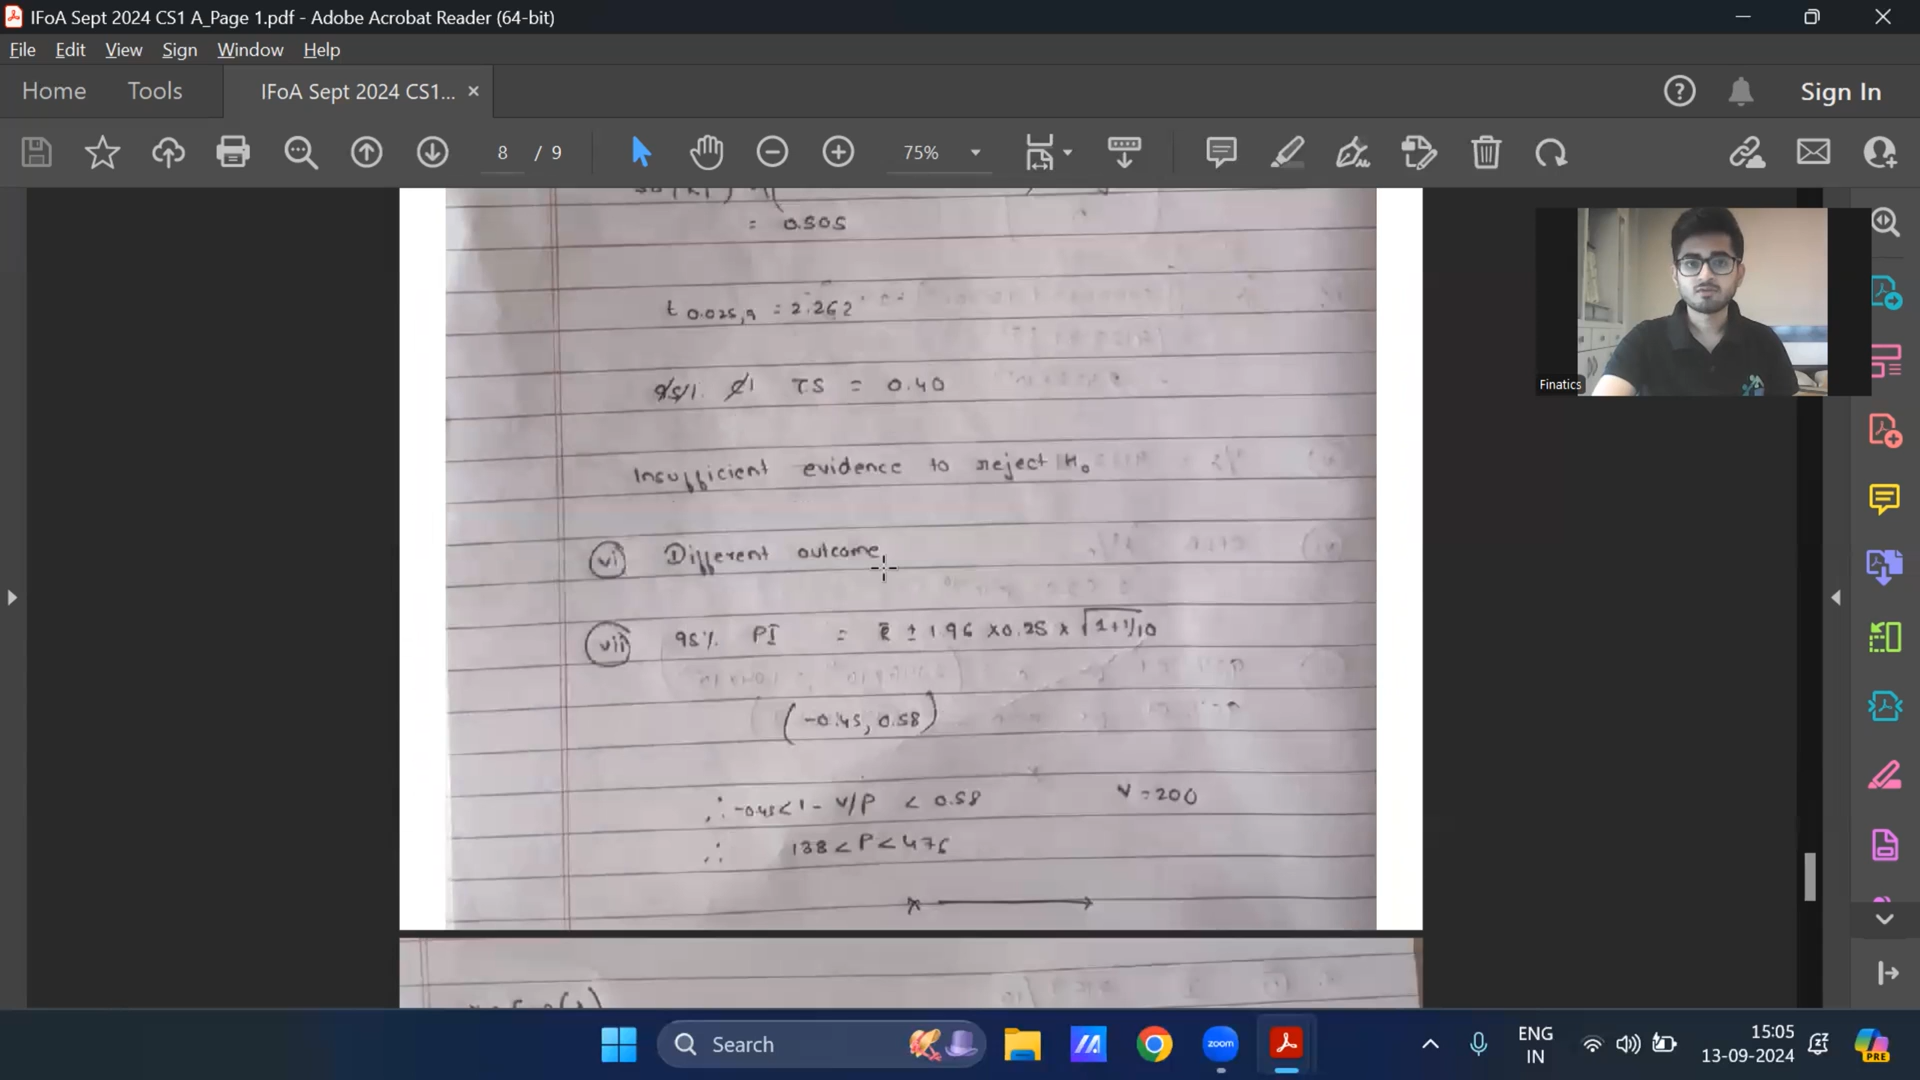 IFoA Sept 2024 CS1 A_Page 1.pdf - Adobe Acrobat Reader (64-bit)
File Edit View Sign Window Help
Home Tools IFoA Sept 2024 CS1... × Sign In
8 / 9 75%
= 0.505
t 0.025,9 = 2.262
TS = 0.40
Insufficient evidence to reject H₀
(vi) Different outcome
(vii) 95% PI = R̄ ± 1.96 × 0.25 × √1+1/10
(-0.45, 0.58)
∴ -0.45 < 1 - V/P < 0.58 V = 200
∴ 138 < P < 476
Finatics
Search
zoom
ENG
IN
15:05
13-09-2024
PRE